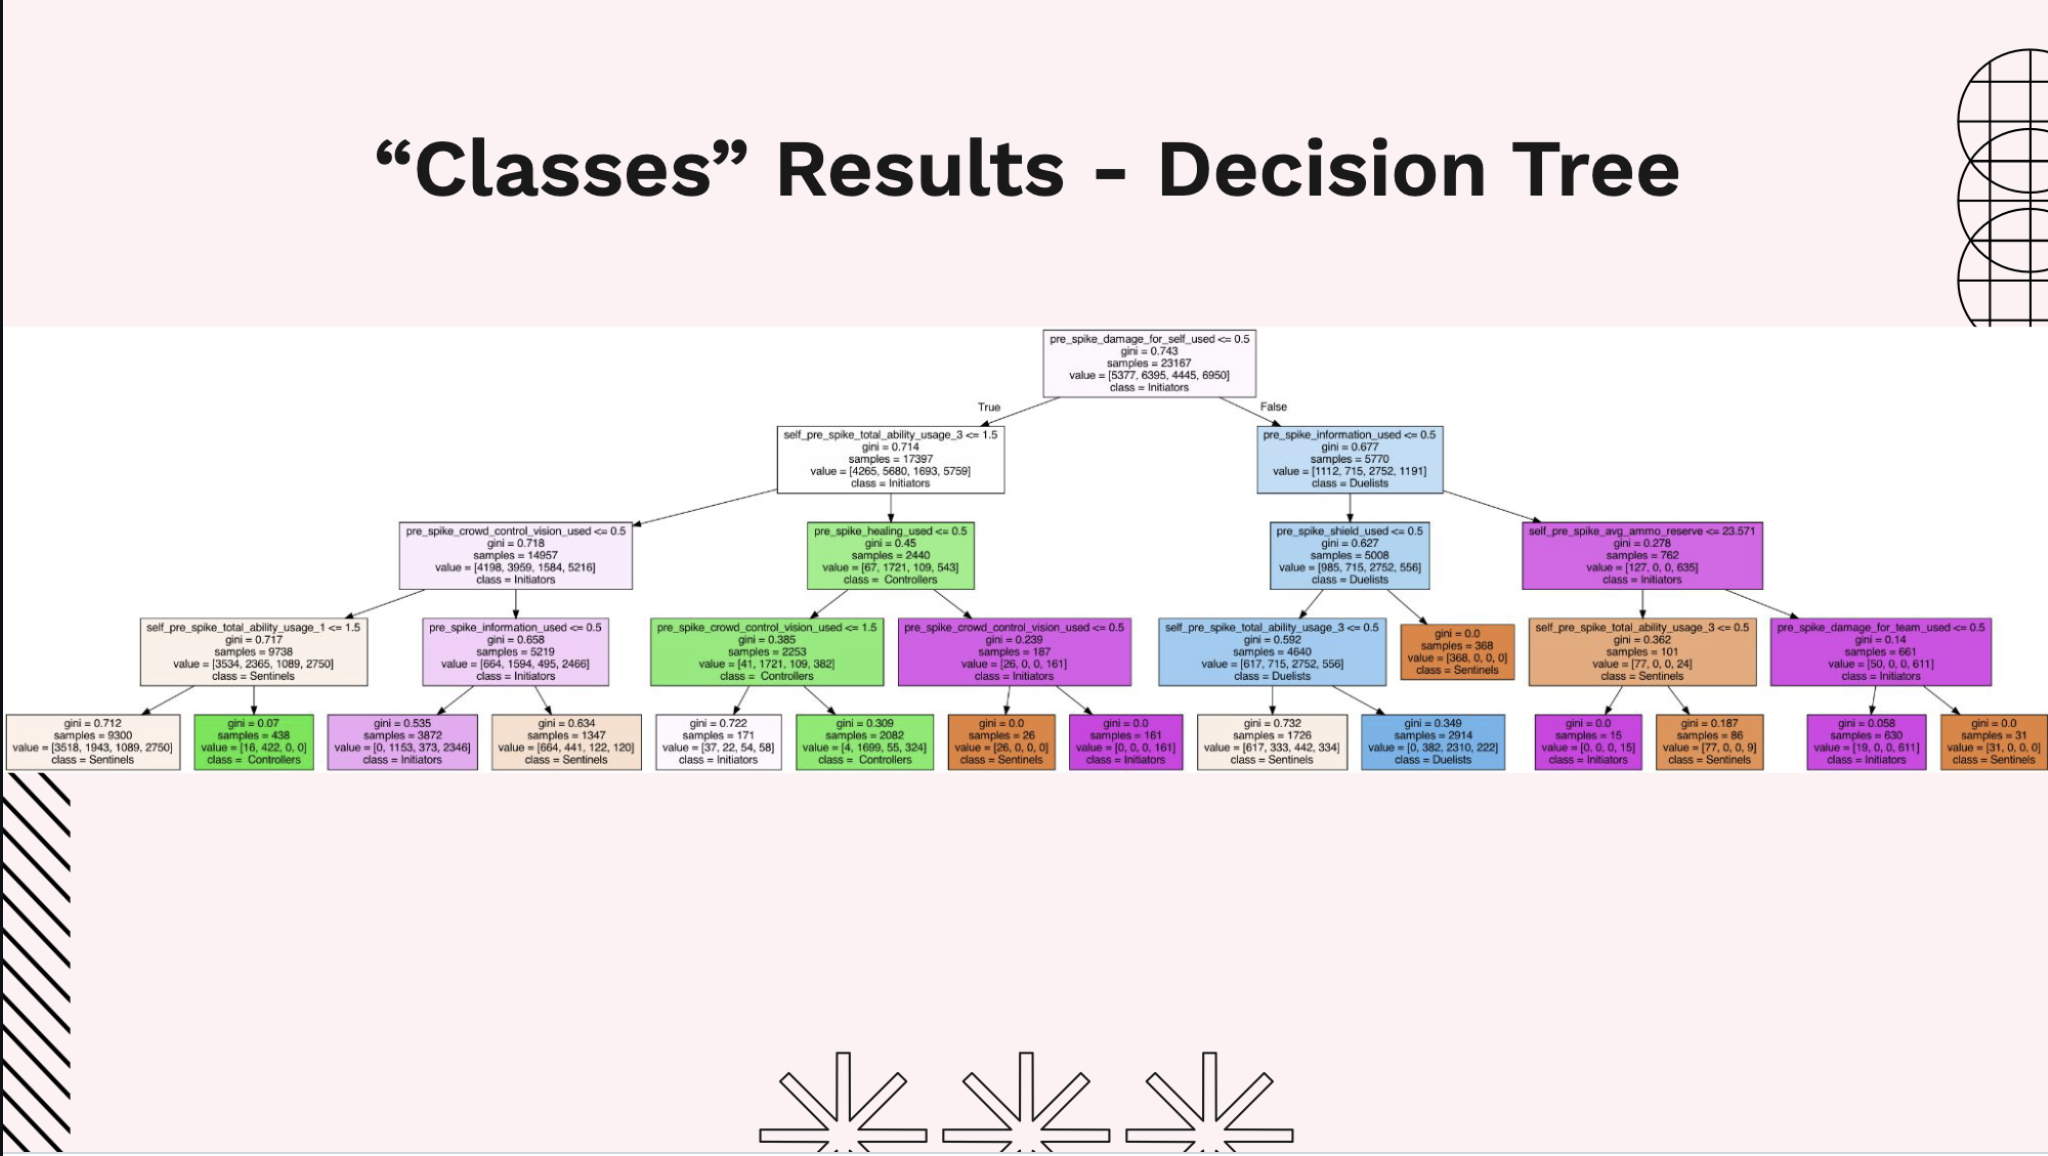 “Classes” Results - Decision Tree
pre_spike_damage_for_self_used <= 0.5
gini = 0.743
samples = 23167
value = [5377, 6395, 4445, 6950]
class = Initiators
True
False
self_pre_spike_total_ability_usage_3 <= 1.5
gini = 0.714
samples = 17397
value = [4265, 5680, 1693, 5759]
class = Initiators
pre_spike_information_used <= 0.5
gini = 0.677
samples = 5770
value = [1112, 715, 2752, 1191]
class = Duelists
pre_spike_crowd_control_vision_used <= 0.5
gini = 0.718
samples = 14957
value = [4198, 3959, 1584, 5216]
class = Initiators
pre_spike_healing_used <= 0.5
gini = 0.45
samples = 2440
value = [67, 1721, 109, 543]
class = Controllers
pre_spike_shield_used <= 0.5
gini = 0.627
samples = 5008
value = [985, 715, 2752, 556]
class = Duelists
self_pre_spike_avg_ammo_reserve <= 23.571
gini = 0.278
samples = 762
value = [127, 0, 0, 635]
class = Initiators
self_pre_spike_total_ability_usage_1 <= 1.5
gini = 0.717
samples = 9738
value = [3534, 2365, 1089, 2750]
class = Sentinels
pre_spike_information_used <= 0.5
gini = 0.658
samples = 5219
value = [664, 1594, 495, 2466]
class = Initiators
pre_spike_crowd_control_vision_used <= 1.5
gini = 0.385
samples = 2253
value = [41, 1721, 109, 382]
class = Controllers
pre_spike_crowd_control_vision_used <= 0.5
gini = 0.239
samples = 187
value = [26, 0, 0, 161]
class = Initiators
self_pre_spike_total_ability_usage_3 <= 0.5
gini = 0.592
samples = 4640
value = [617, 715, 2752, 556]
class = Duelists
gini = 0.0
samples = 368
value = [368, 0, 0, 0]
class = Sentinels
self_pre_spike_total_ability_usage_3 <= 0.5
gini = 0.362
samples = 101
value = [77, 0, 0, 24]
class = Sentinels
pre_spike_damage_for_team_used <= 0.5
gini = 0.14
samples = 661
value = [50, 0, 0, 611]
class = Initiators
gini = 0.712
samples = 9300
value = [3518, 1943, 1089, 2750]
class = Sentinels
gini = 0.07
samples = 438
value = [16, 422, 0, 0]
class = Controllers
gini = 0.535
samples = 3872
value = [0, 1153, 373, 2346]
class = Initiators
gini = 0.634
samples = 1347
value = [664, 441, 122, 120]
class = Sentinels
gini = 0.722
samples = 171
value = [37, 22, 54, 58]
class = Initiators
gini = 0.309
samples = 2082
value = [4, 1699, 55, 324]
class = Controllers
gini = 0.0
samples = 26
value = [26, 0, 0, 0]
class = Sentinels
gini = 0.0
samples = 161
value = [0, 0, 0, 161]
class = Initiators
gini = 0.732
samples = 1726
value = [617, 333, 442, 334]
class = Sentinels
gini = 0.349
samples = 2914
value = [0, 382, 2310, 222]
class = Duelists
gini = 0.0
samples = 15
value = [0, 0, 0, 15]
class = Initiators
gini = 0.187
samples = 86
value = [77, 0, 0, 9]
class = Sentinels
gini = 0.058
samples = 630
value = [19, 0, 0, 611]
class = Initiators
gini = 0.0
samples = 31
value = [31, 0, 0, 0]
class = Sentinels